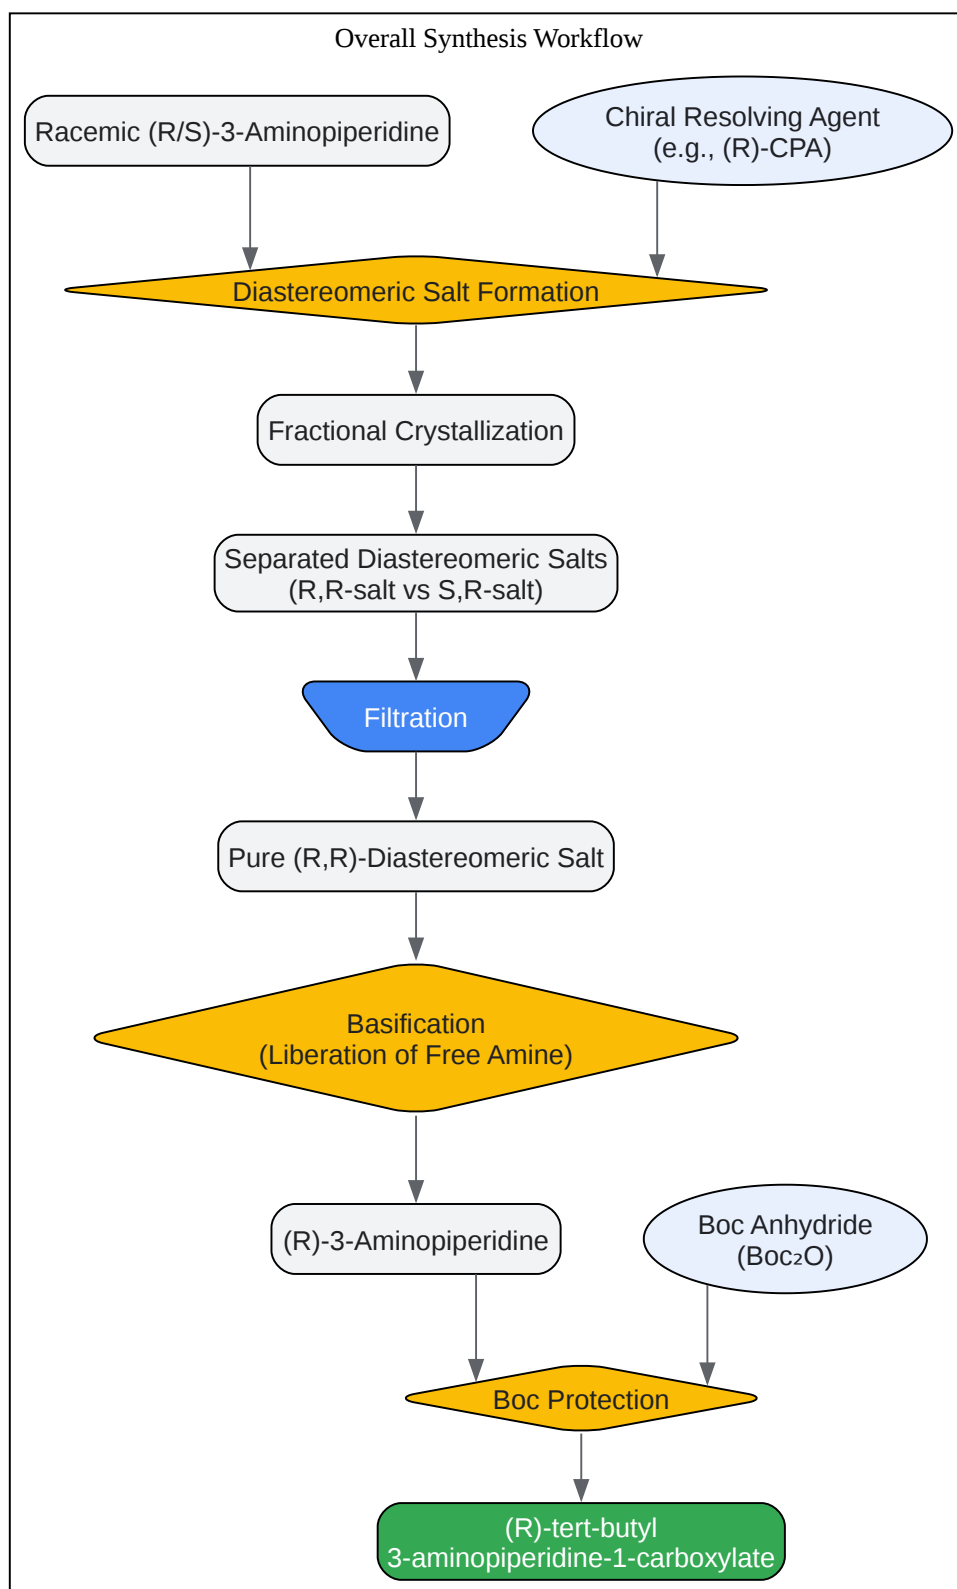 Overall Synthesis Workflow
Racemic (R/S)-3-Aminopiperidine
Chiral Resolving Agent
(e.g., (R)-CPA)
Diastereomeric Salt Formation
Fractional Crystallization
Separated Diastereomeric Salts
(R,R-salt vs S,R-salt)
Filtration
Pure (R,R)-Diastereomeric Salt
Basification
(Liberation of Free Amine)
(R)-3-Aminopiperidine
Boc Anhydride
(Boc₂O)
Boc Protection
(R)-tert-butyl
3-aminopiperidine-1-carboxylate